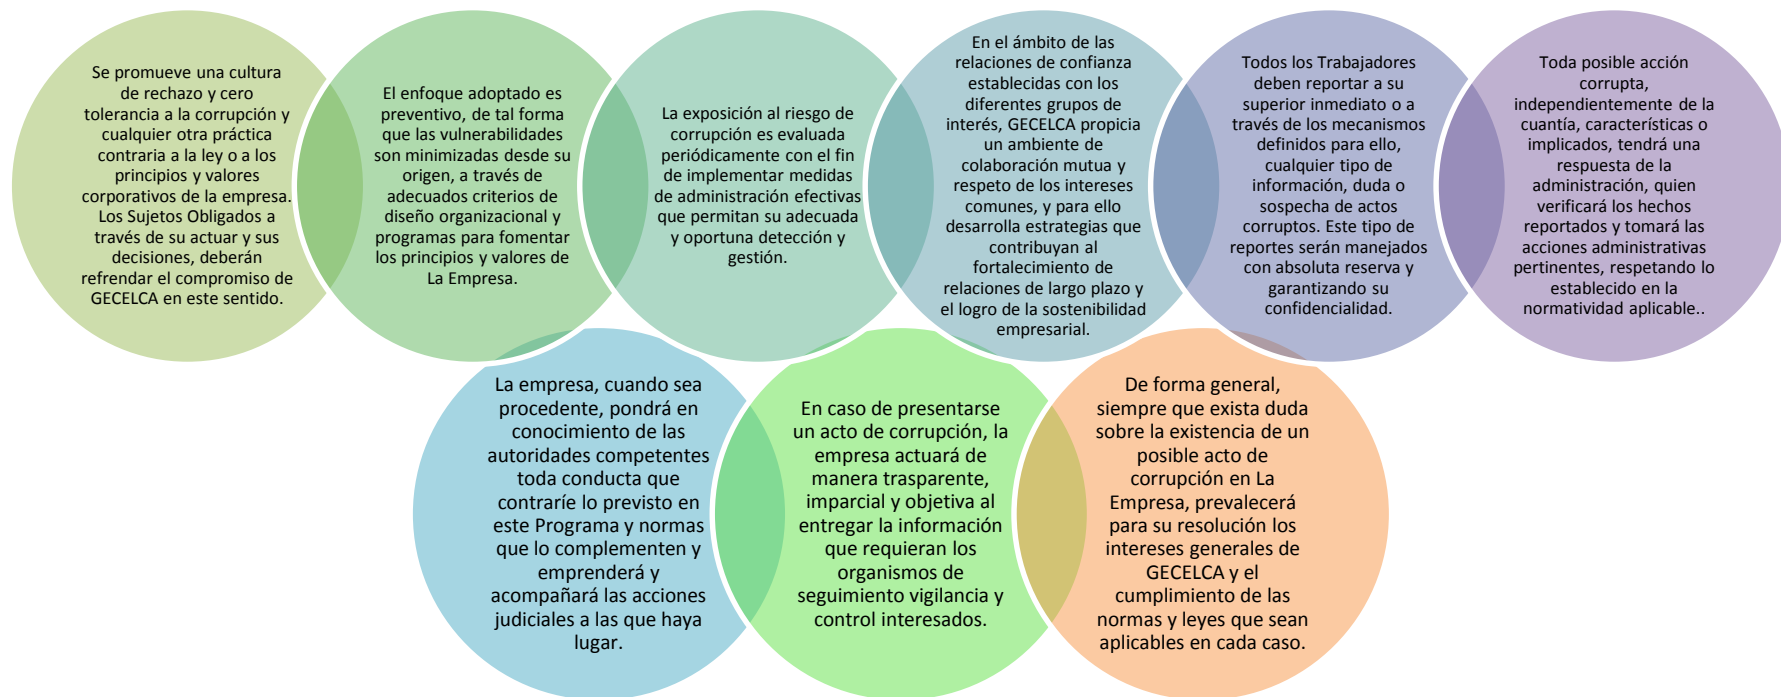 Se promueve una cultura
de rechazo y cero
tolerancia a la corrupción y
cualquier otra práctica
contraria a la ley o a los
principios y valores
corporativos de la empresa.
Los Sujetos Obligados a
través de su actuar y sus
decisiones, deberán
refrendar el compromiso de
GECELCA en este sentido.
El enfoque adoptado es
preventivo, de tal forma
que las vulnerabilidades
son minimizadas desde su
origen, a través de
adecuados criterios de
diseño organizacional y
programas para fomentar
los principios y valores de
La Empresa.
La exposición al riesgo de
corrupción es evaluada
periódicamente con el fin
de implementar medidas
de administración efectivas
que permitan su adecuada
y oportuna detección y
gestión.
En el ámbito de las
relaciones de confianza
establecidas con los
diferentes grupos de
interés, GECELCA propicia
un ambiente de
colaboración mutua y
respeto de los intereses
comunes, y para ello
desarrolla estrategias que
contribuyan al
fortalecimiento de
relaciones de largo plazo y
el logro de la sostenibilidad
empresarial.
Todos los Trabajadores
deben reportar a su
superior inmediato o a
través de los mecanismos
definidos para ello,
cualquier tipo de
información, duda o
sospecha de actos
corruptos. Este tipo de
reportes serán manejados
con absoluta reserva y
garantizando su
confidencialidad.
Toda posible acción
corrupta,
independientemente de la
cuantía, características o
implicados, tendrá una
respuesta de la
administración, quien
verificará los hechos
reportados y tomará las
acciones administrativas
pertinentes, respetando lo
establecido en la
normatividad aplicable..
La empresa, cuando sea
procedente, pondrá en
conocimiento de las
autoridades competentes
toda conducta que
contraríe lo previsto en
este Programa y normas
que lo complementen y
emprenderá y
acompañará las acciones
judiciales a las que haya
lugar.
En caso de presentarse
un acto de corrupción, la
empresa actuará de
manera trasparente,
imparcial y objetiva al
entregar la información
que requieran los
organismos de
seguimiento vigilancia y
control interesados.
De forma general,
siempre que exista duda
sobre la existencia de un
posible acto de
corrupción en La
Empresa, prevalecerá
para su resolución los
intereses generales de
GECELCA y el
cumplimiento de las
normas y leyes que sean
aplicables en cada caso.